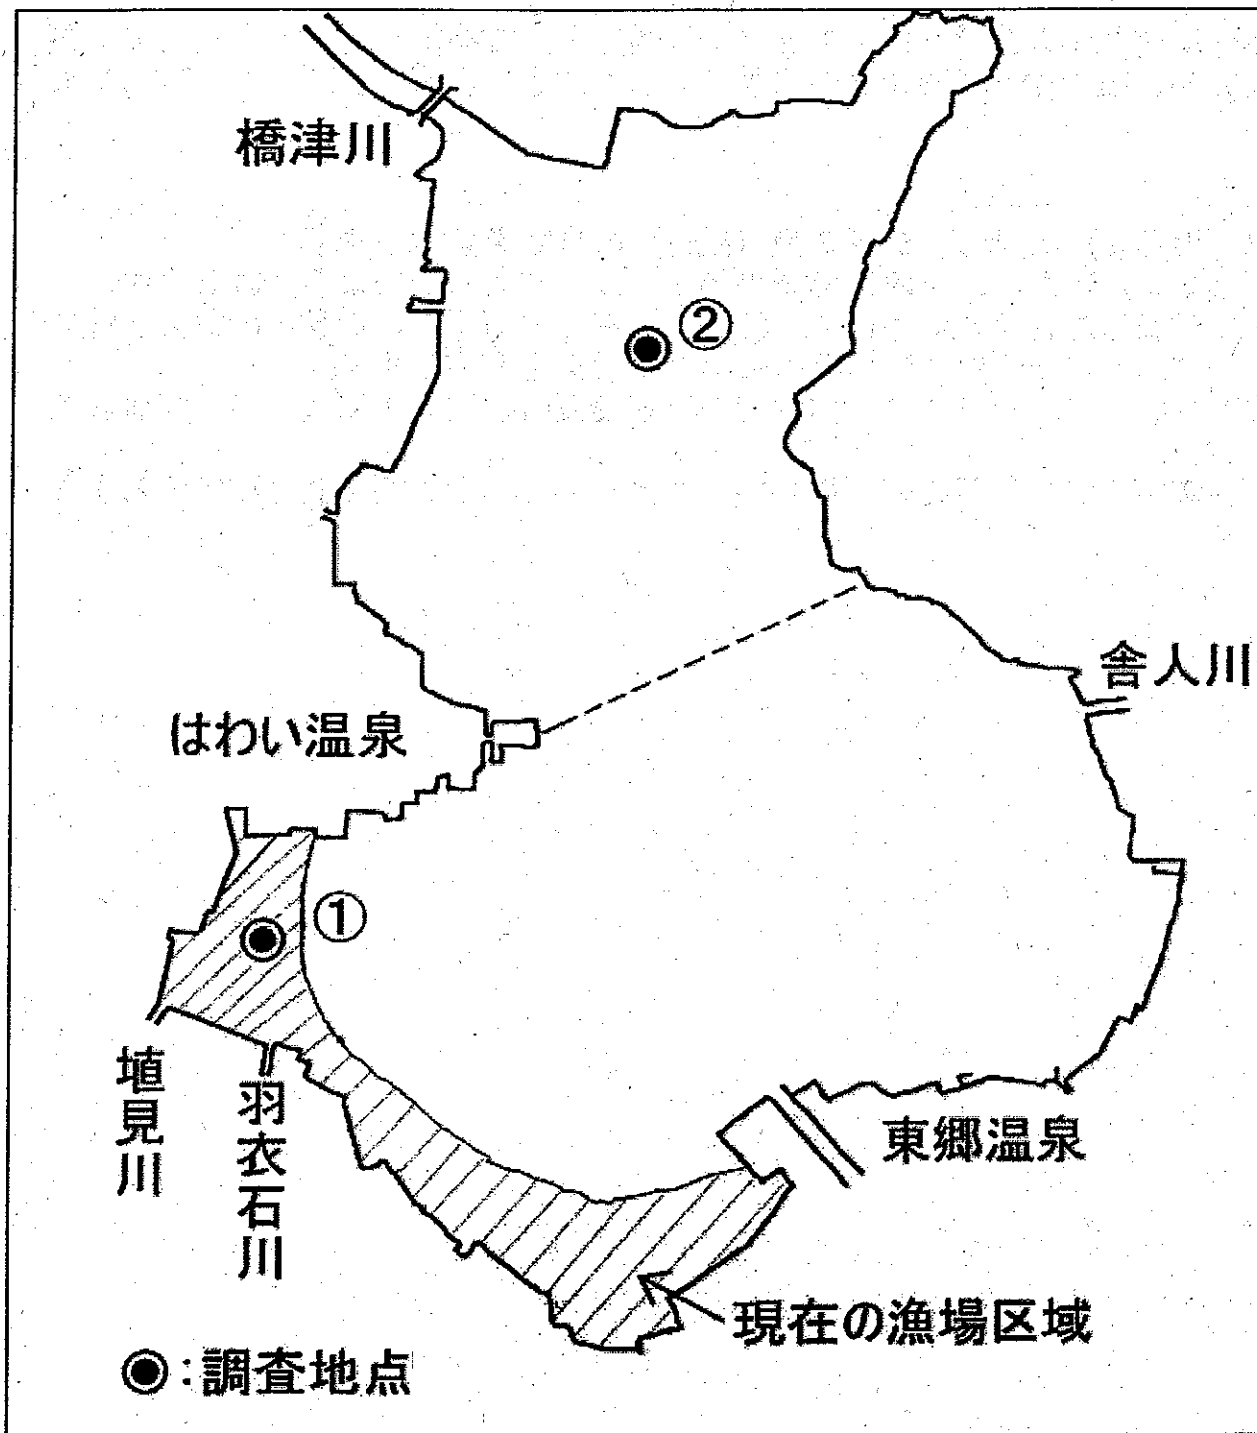 橋津川
②
舎人川
はわい温泉
①
埴見川
羽衣石川
東郷温泉
現在の漁場区域
◉:調査地点